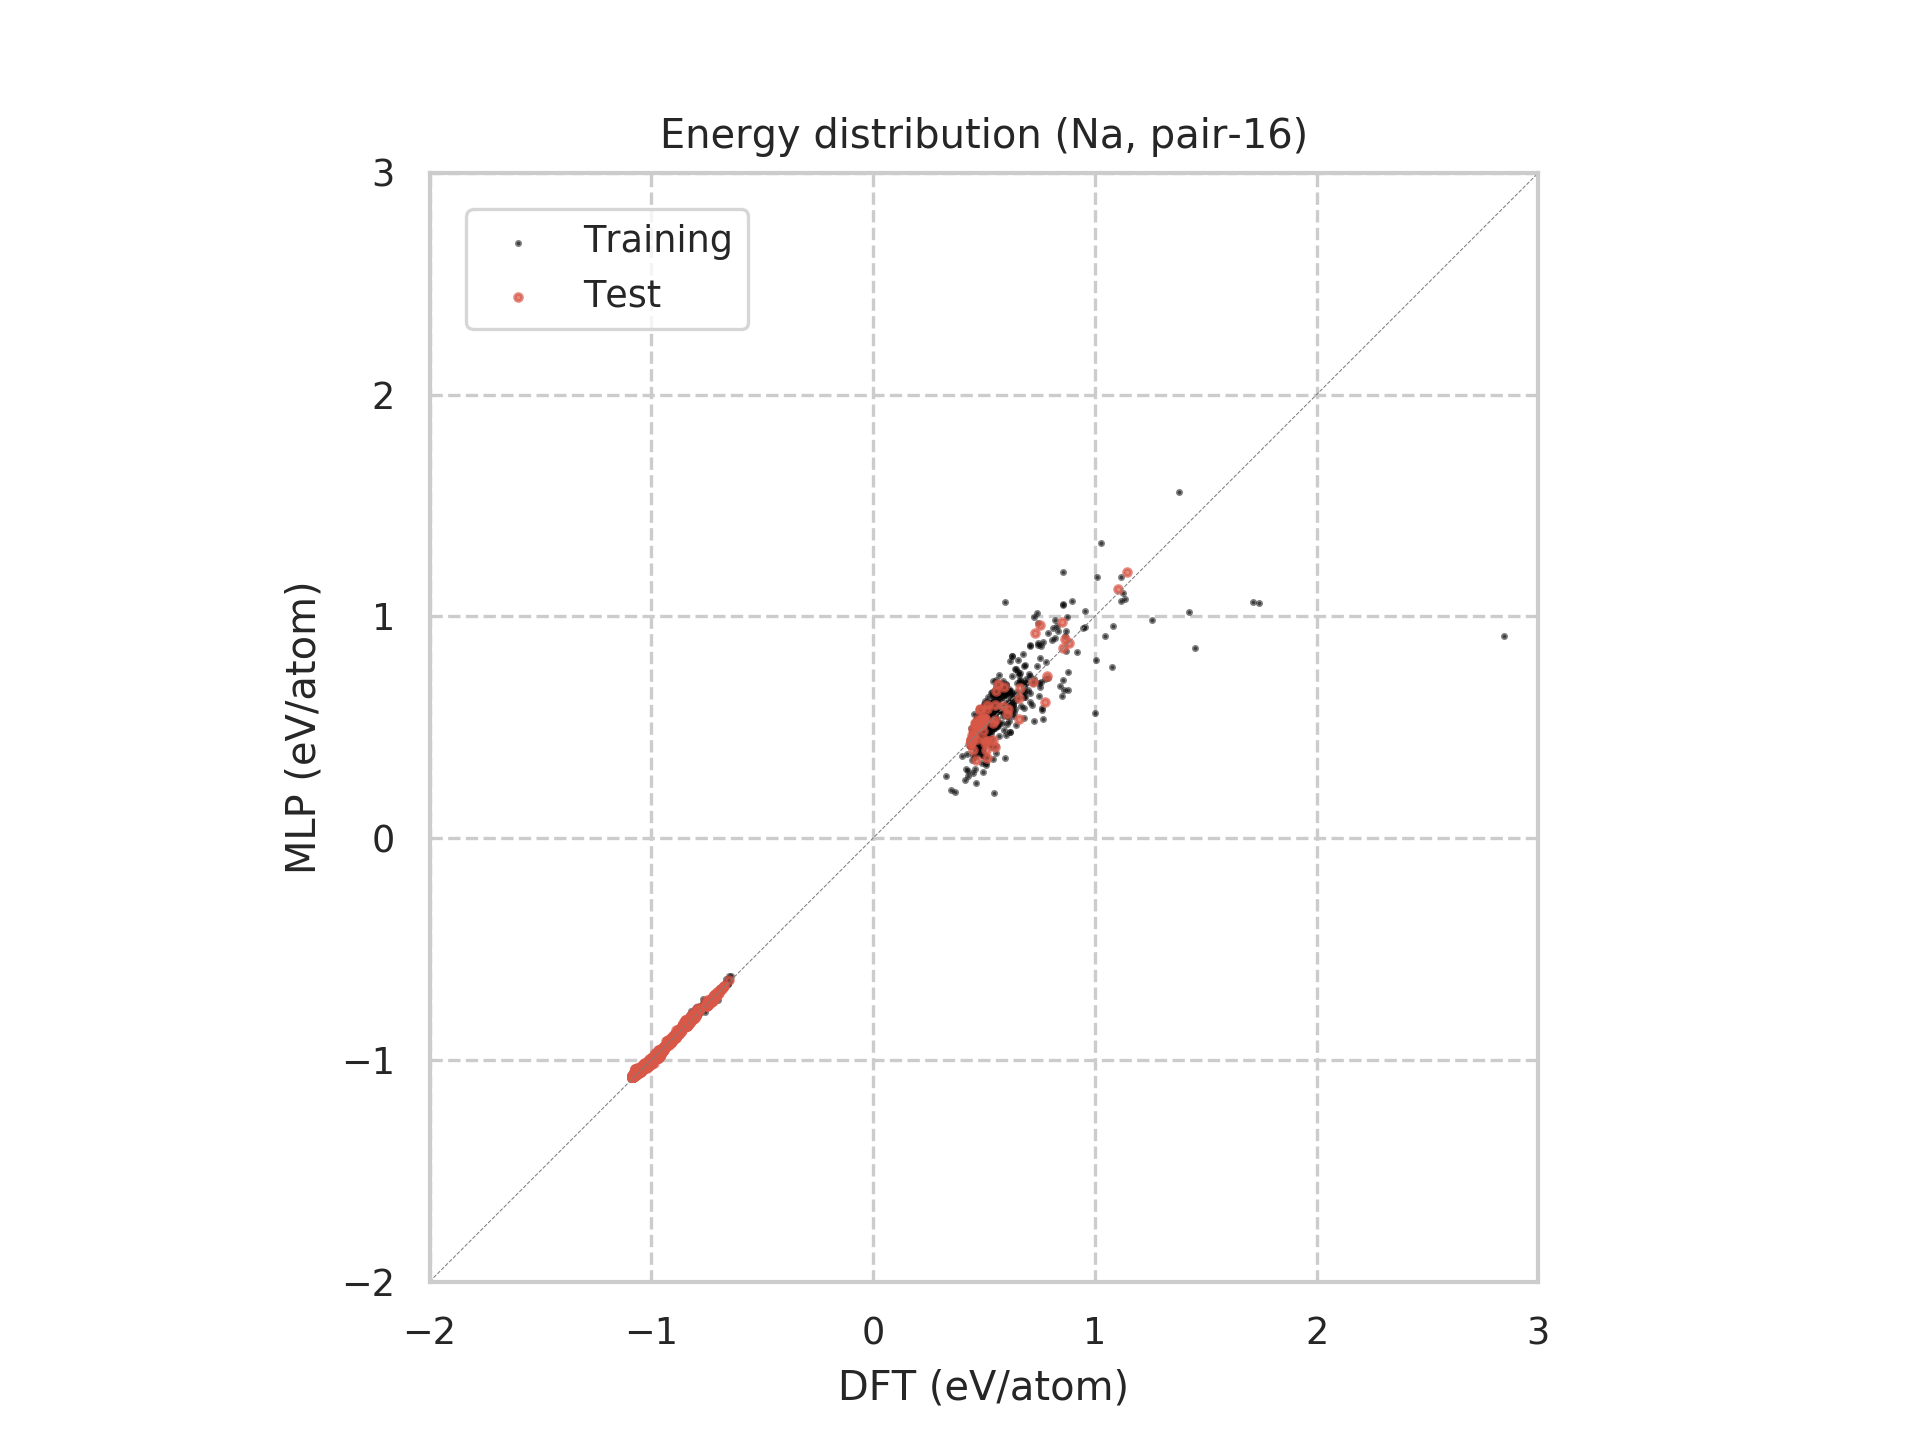 Energy distribution (Na, pair-16)
3
Training
Test
2
1
MLP (eV/atom)
0
−1
−2
−2 −1 0 1 2 3
DFT (eV/atom)